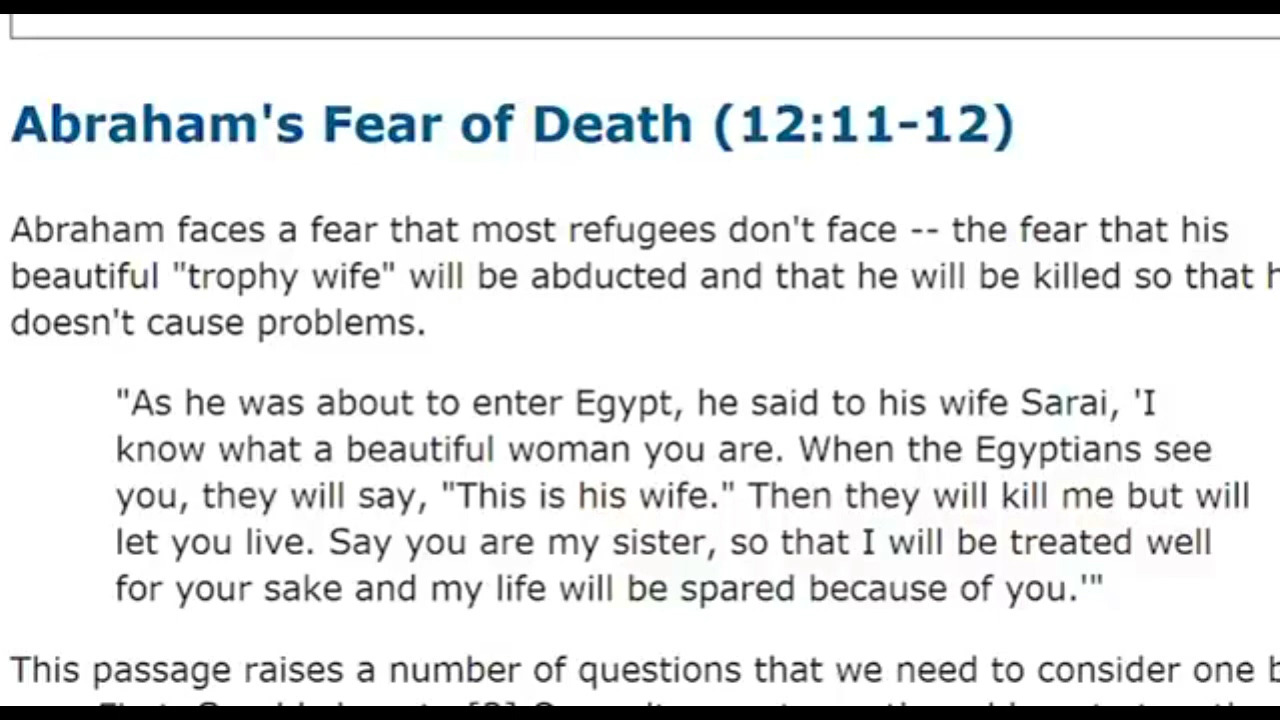 Abraham's Fear of Death (12:11-12)
Abraham faces a fear that most refugees don't face -- the fear that his
beautiful "trophy wife" will be abducted and that he will be killed so that
doesn't cause problems.
"As he was about to enter Egypt, he said to his wife Sarai, 'I
know what a beautiful woman you are. When the Egyptians see
you, they will say, "This is his wife." Then they will kill me but will
let you live. Say you are my sister, so that I will be treated well
for your sake and my life will be spared because of you.'"
This passage raises a number of questions that we need to consider one